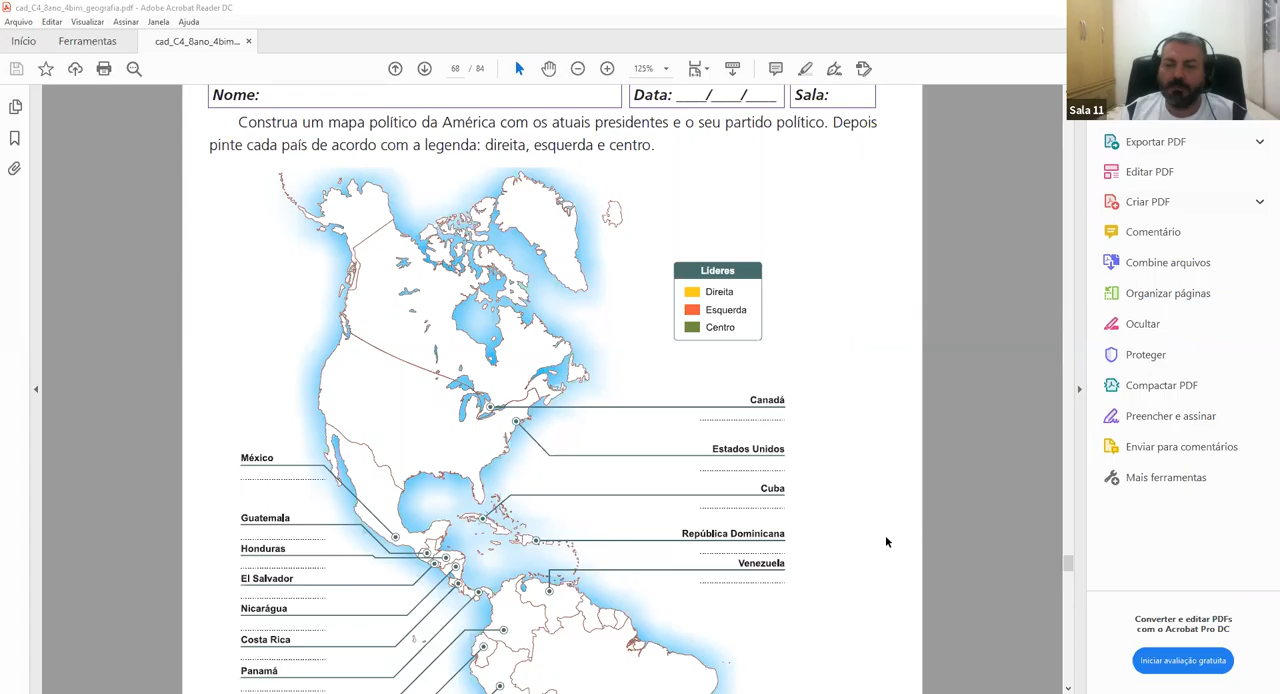 cad_C4_8ano_4bim_geografia.pdf - Adobe Acrobat Reader DC
Arquivo Editar Visualizar Assinar Janela Ajuda
Início Ferramentas cad_C4_8ano_4bim... ×
68 / 84 125%
Sala 11
Nome: Data: ___/___/____ Sala:
Construa um mapa político da América com os atuais presidentes e o seu partido político. Depois
pinte cada país de acordo com a legenda: direita, esquerda e centro.
Líderes
Direita
Esquerda
Centro
Canadá
Estados Unidos
México
Cuba
Guatemala
República Dominicana
Honduras
Venezuela
El Salvador
Nicarágua
Costa Rica
Panamá
Exportar PDF
Editar PDF
Criar PDF
Comentário
Combine arquivos
Organizar páginas
Ocultar
Proteger
Compactar PDF
Preencher e assinar
Enviar para comentários
Mais ferramentas
Converter e editar PDFs
com o Acrobat Pro DC
Iniciar avaliação gratuita